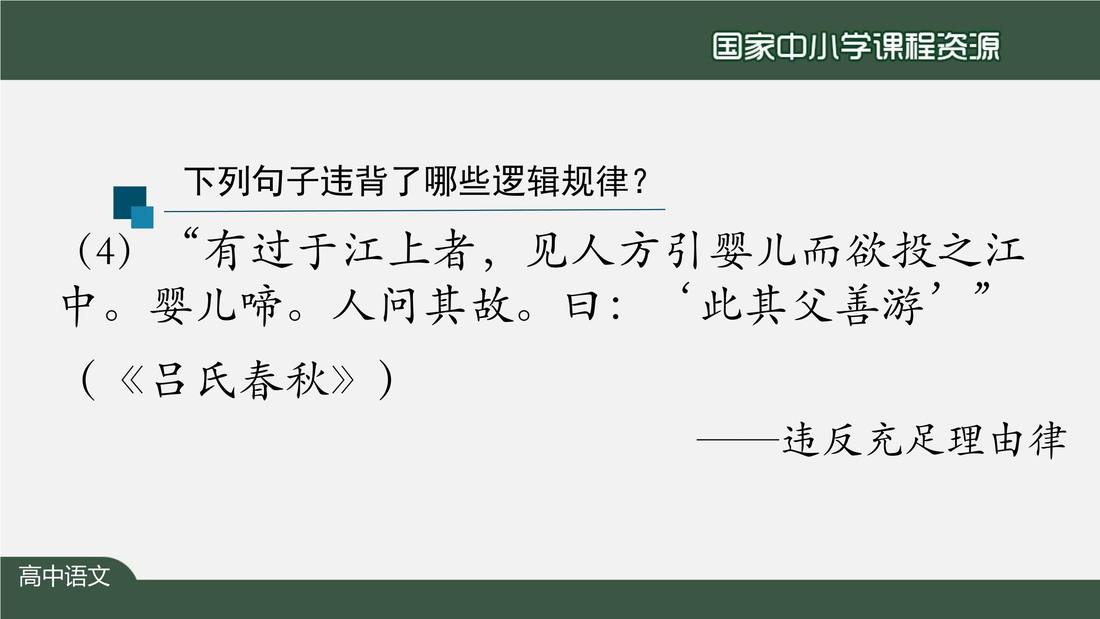 国家中小学课程资源
下列句子违背了哪些逻辑规律？
（4）“有过于江上者，见人方引婴儿而欲投之江
中。婴儿啼。人问其故。曰：‘此其父善游’”
（《吕氏春秋》）
——违反充足理由律
高中语文